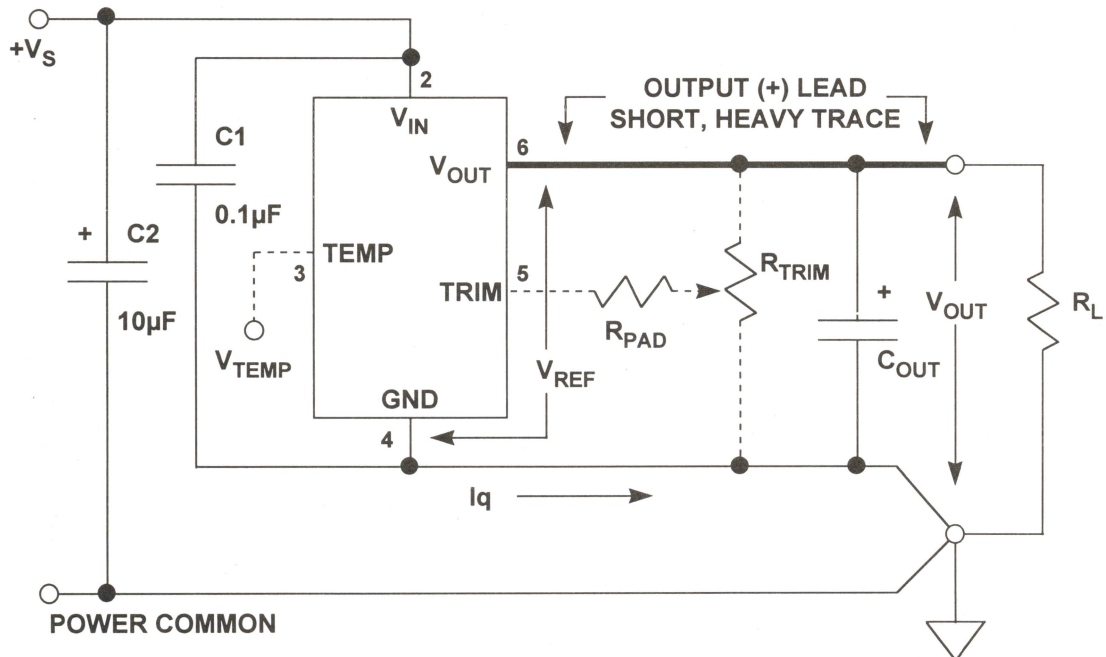 +VS
2
VIN
OUTPUT (+) LEAD
SHORT, HEAVY TRACE
C1
0.1µF
6
VOUT
+
C2
10µF
TEMP
3
VTEMP
TRIM
5
RPAD
RTRIM
VREF
+
COUT
VOUT
RL
GND
4
Iq
POWER COMMON